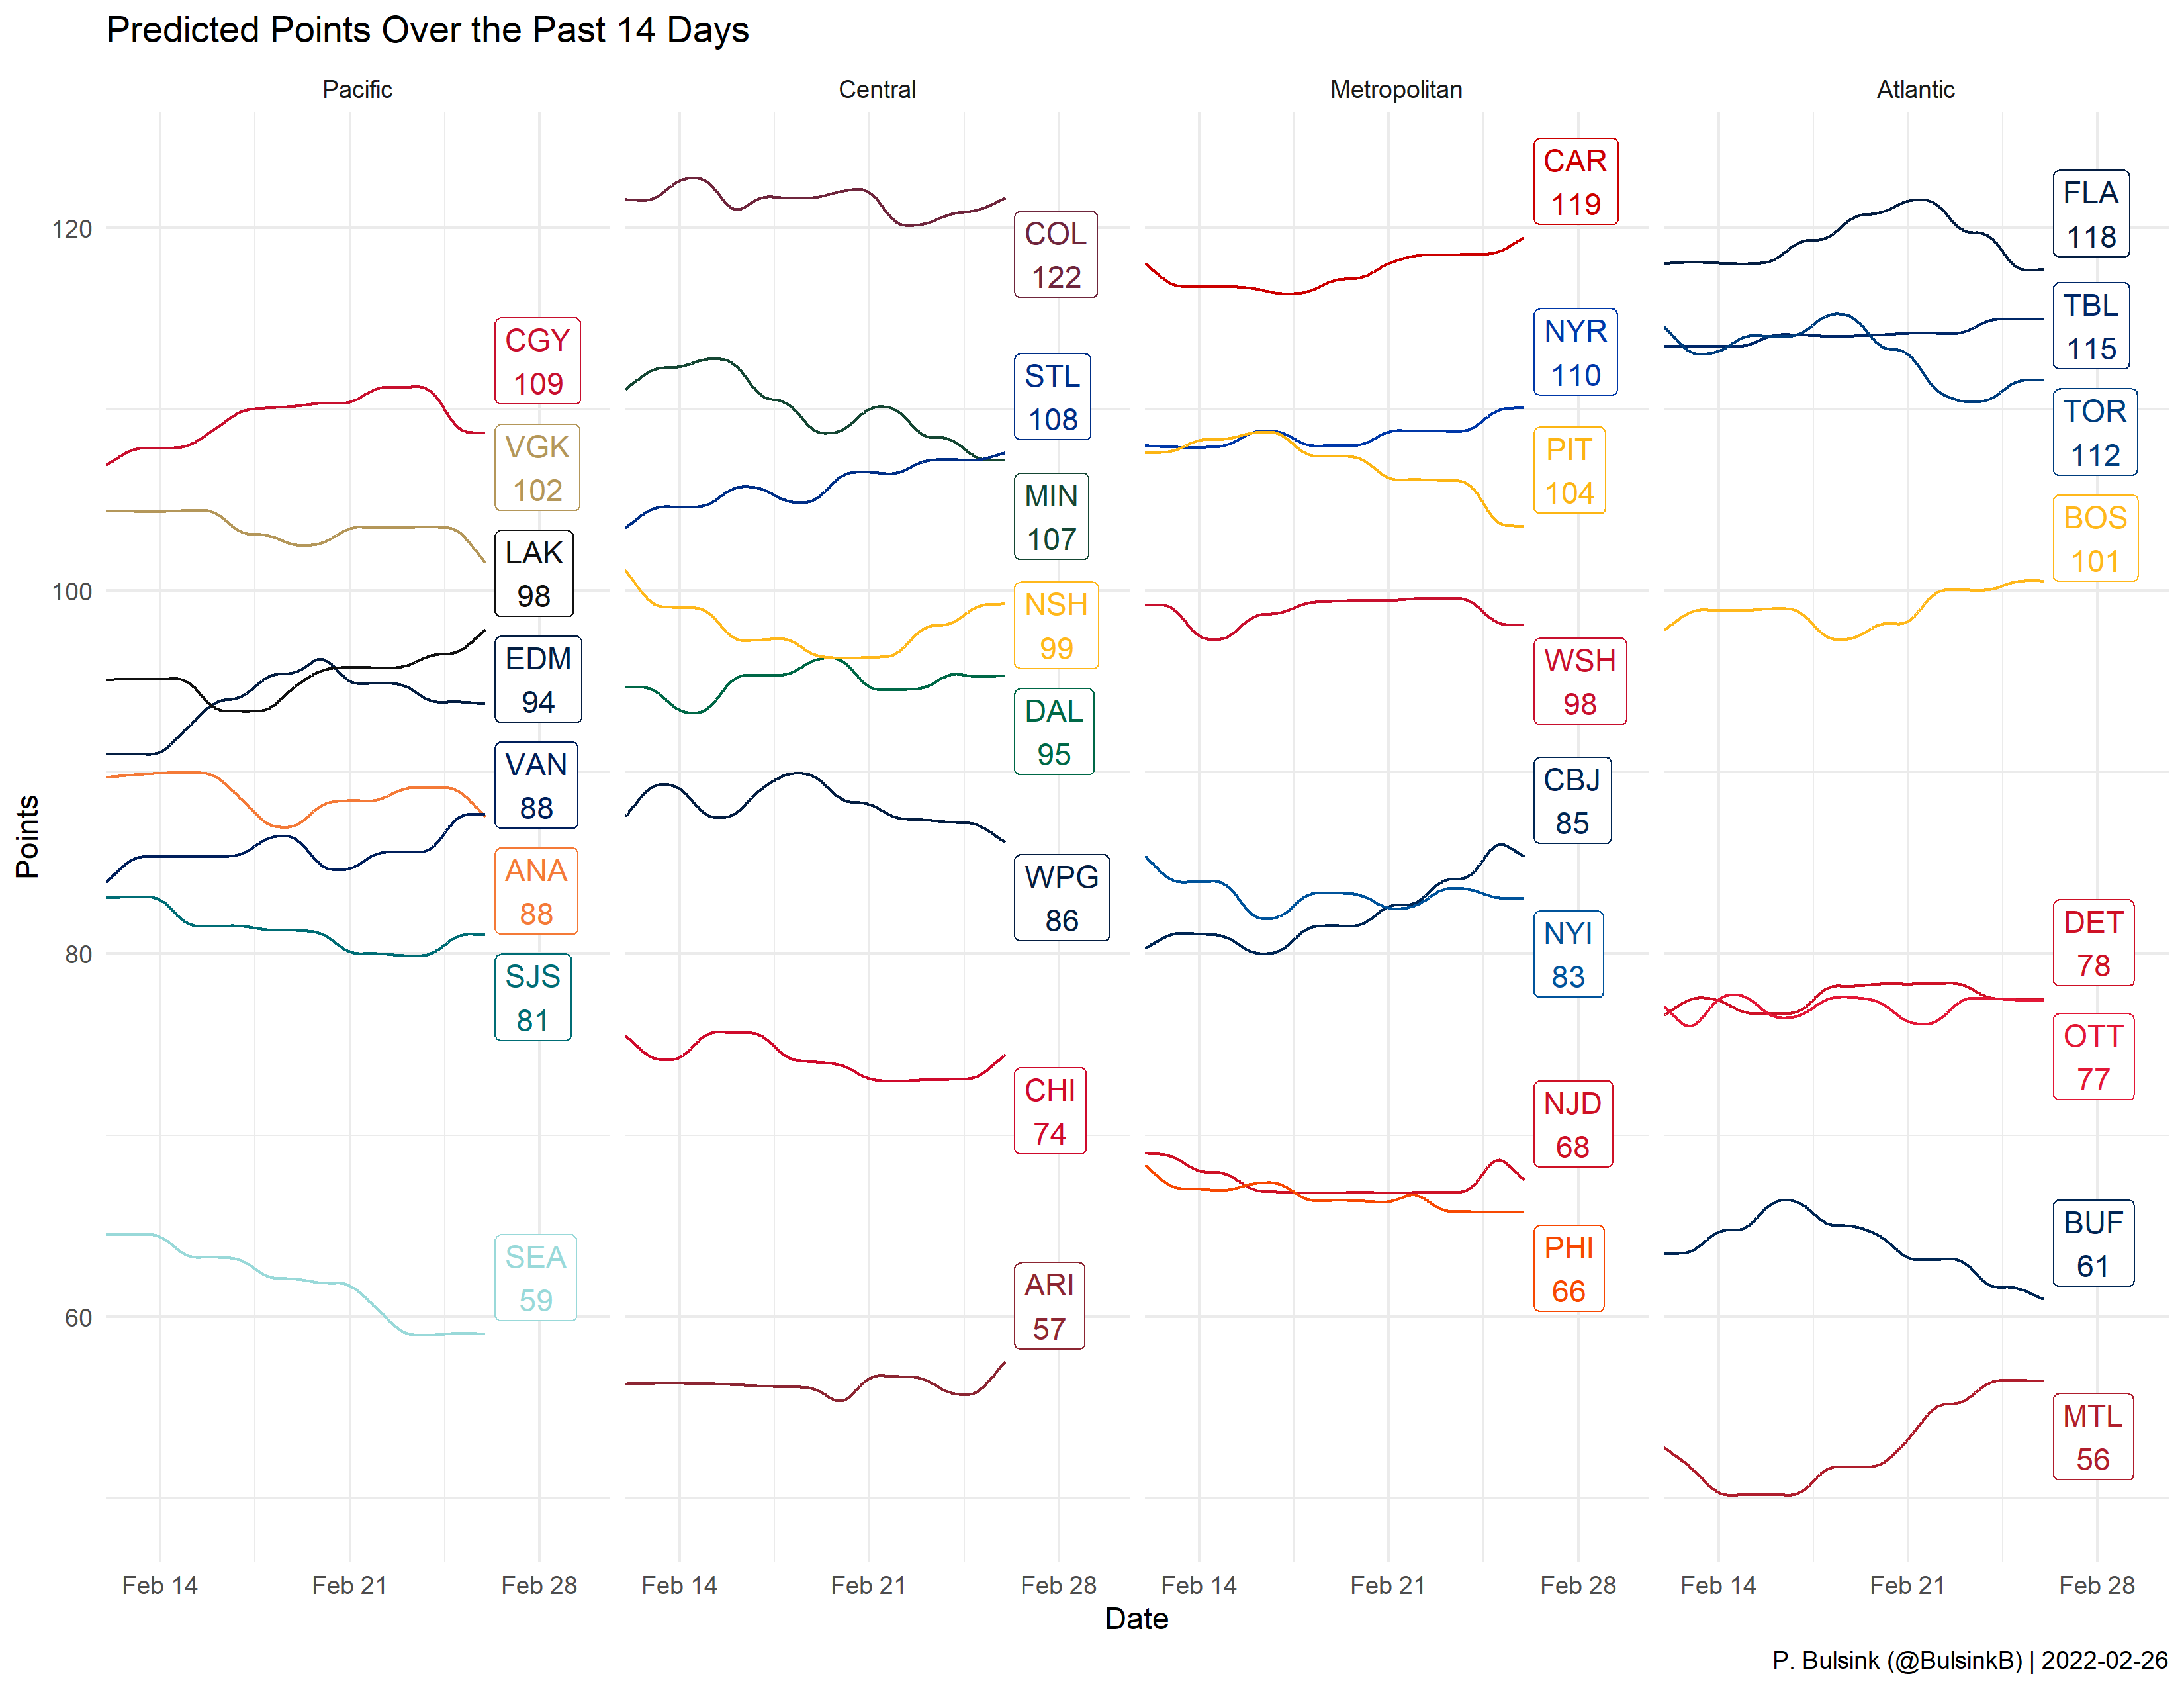 Predicted Points Over the Past 14 Days
Pacific
Central
Metropolitan
Atlantic
Points
120
100
80
60
CGY
109
VGK
102
LAK
98
EDM
94
VAN
88
ANA
88
SJS
81
SEA
59
COL
122
STL
108
MIN
107
NSH
99
DAL
95
WPG
86
CHI
74
ARI
57
CAR
119
NYR
110
PIT
104
WSH
98
CBJ
85
NYI
83
NJD
68
PHI
66
FLA
118
TBL
115
TOR
112
BOS
101
DET
78
OTT
77
BUF
61
MTL
56
Feb 14 Feb 21 Feb 28
Feb 14 Feb 21 Feb 28
Feb 14 Feb 21 Feb 28
Feb 14 Feb 21 Feb 28
Date
P. Bulsink (@BulsinkB) | 2022-02-26